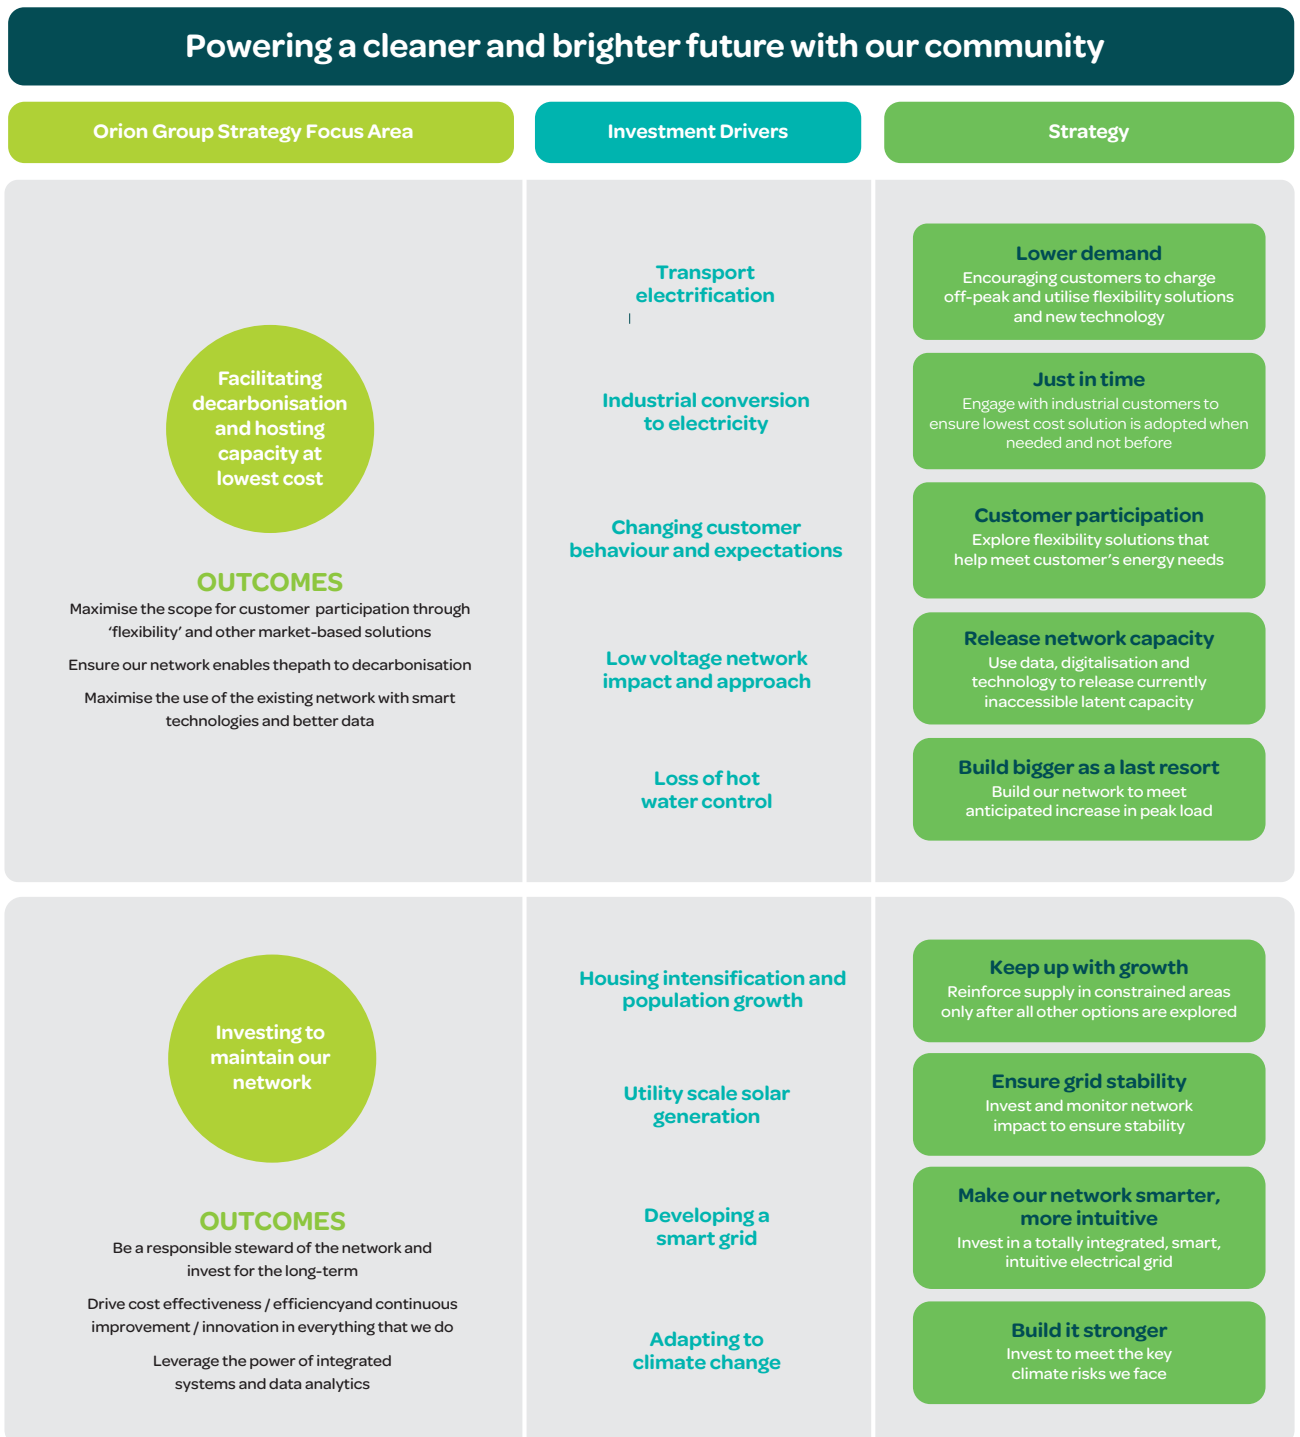 Powering a cleaner and brighter future with our community
Orion Group Strategy Focus Area
Investment Drivers
Strategy
Facilitating
decarbonisation
and hosting
capacity at
lowest cost
OUTCOMES
Maximise the scope for customer participation through
‘flexibility’ and other market-based solutions
Ensure our network enables thepath to decarbonisation
Maximise the use of the existing network with smart
technologies and better data
Transport
electrification
Industrial conversion
to electricity
Changing customer
behaviour and expectations
Low voltage network
impact and approach
Loss of hot
water control
Lower demand
Encouraging customers to charge
off-peak and utilise flexibility solutions
and new technology
Just in time
Engage with industrial customers to
ensure lowest cost solution is adopted when
needed and not before
Customer participation
Explore flexibility solutions that
help meet customer’s energy needs
Release network capacity
Use data, digitalisation and
technology to release currently
inaccessible latent capacity
Build bigger as a last resort
Build our network to meet
anticipated increase in peak load
Investing to
maintain our
network
OUTCOMES
Be a responsible steward of the network and
invest for the long-term
Drive cost effectiveness / efficiencyand continuous
improvement / innovation in everything that we do
Leverage the power of integrated
systems and data analytics
Housing intensification and
population growth
Utility scale solar
generation
Developing a
smart grid
Adapting to
climate change
Keep up with growth
Reinforce supply in constrained areas
only after all other options are explored
Ensure grid stability
Invest and monitor network
impact to ensure stability
Make our network smarter,
more intuitive
Invest in a totally integrated, smart,
intuitive electrical grid
Build it stronger
Invest to meet the key
climate risks we face